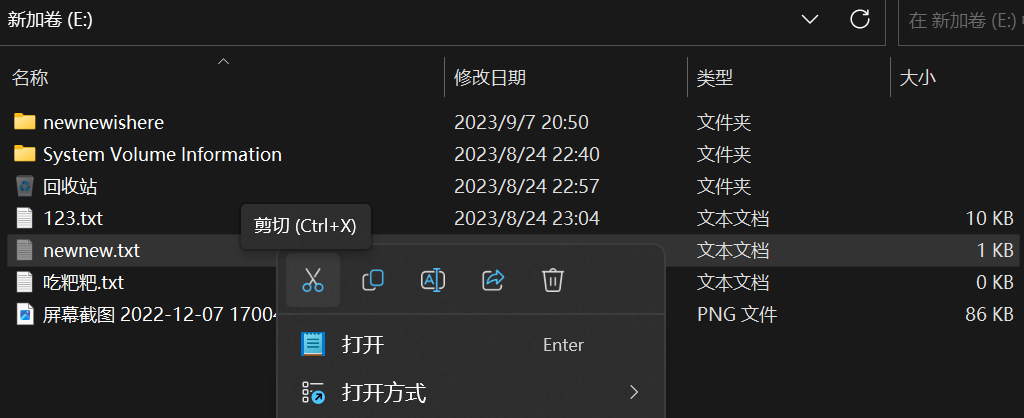 新加卷 (E:)
在 新加卷 (E:)
名称 修改日期 类型 大小
newnewishere 2023/9/7 20:50 文件夹
System Volume Information 2023/8/24 22:40 文件夹
回收站 2023/8/24 22:57 文件夹
123.txt 2023/8/24 23:04 文本文档 10 KB
剪切 (Ctrl+X)
newnew.txt 文本文档 1 KB
吃粑粑.txt 文本文档 0 KB
屏幕截图 2022-12-07 17004 PNG 文件 86 KB
打开 Enter
打开方式